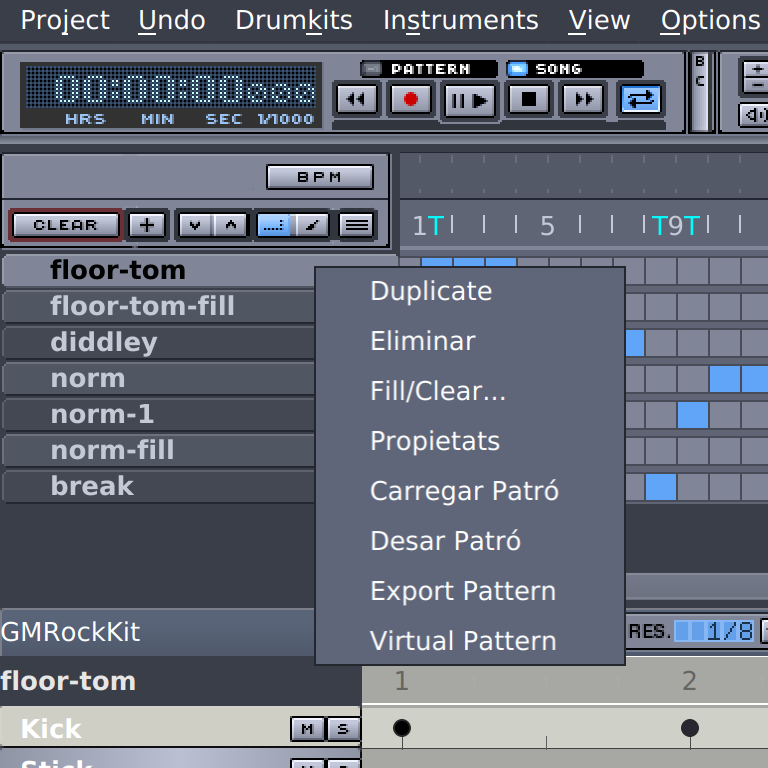 Project Undo Drumkits Instruments View Options
PATTERN SONG
00:00:00000
HRS MIN SEC 1/1000
B
C
BPM
CLEAR
1T 5 T9T
floor-tom
floor-tom-fill
diddley
norm
norm-1
norm-fill
break
Duplicate
Eliminar
Fill/Clear...
Propietats
Carregar Patró
Desar Patró
Export Pattern
Virtual Pattern
GMRockKit
RES. 1/8
floor-tom
1 2
Kick M S
Stick